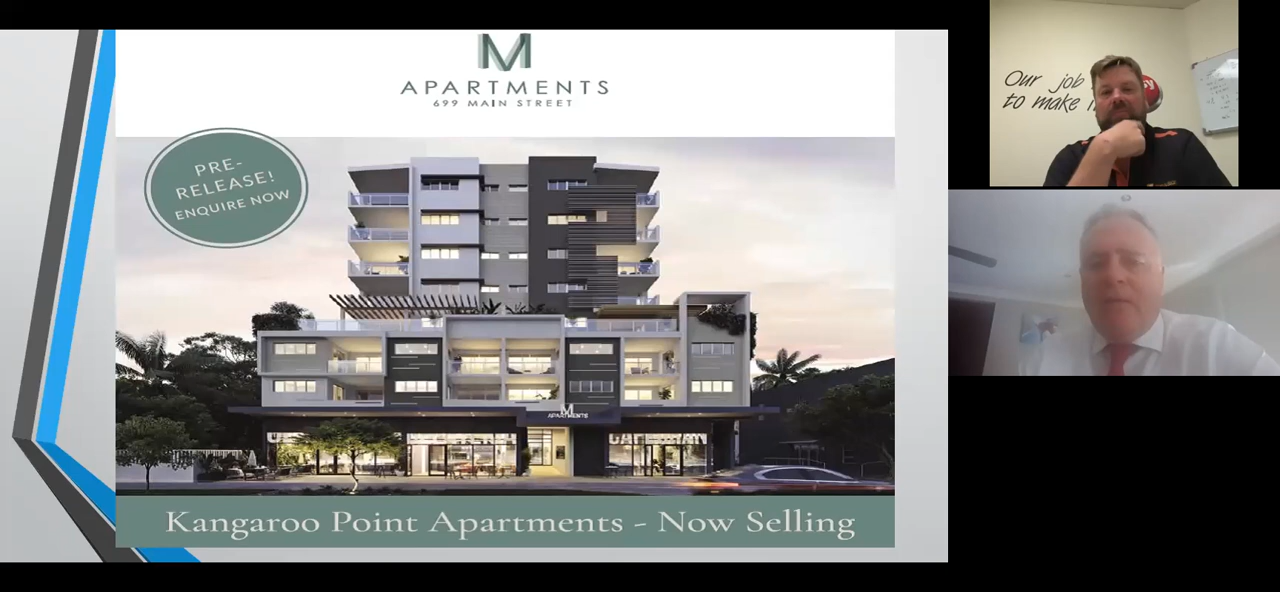 M
APARTMENTS
699 MAIN STREET
PRE-
RELEASE!
ENQUIRE NOW
M
APARTMENTS
Kangaroo Point Apartments - Now Selling
Our job
to make